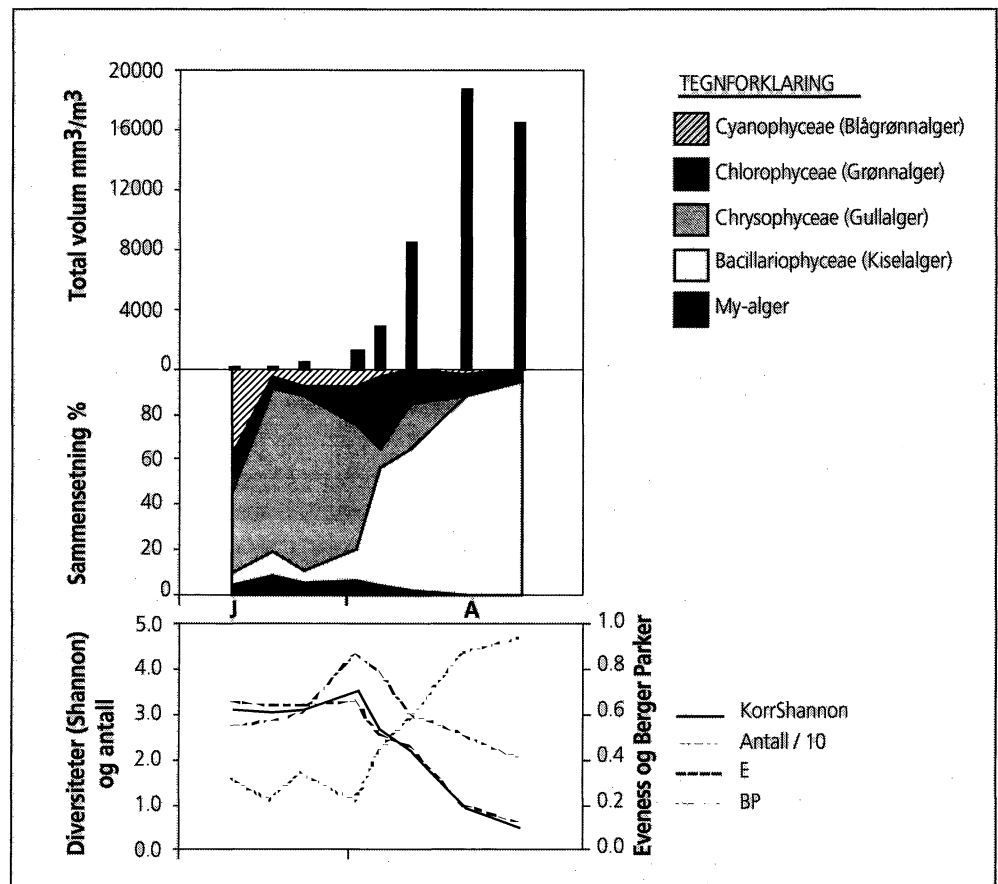 Total volum mm³/m³
20000
16000
12000
8000
4000
0
TEGNFORKLARING
Cyanophyceae (Blågrønnalger)
Chlorophyceae (Grønnalger)
Chrysophyceae (Gullalger)
Bacillariophyceae (Kiselalger)
My-alger
Sammensetning %
80
60
40
20
0
J
A
Diversiteter (Shannon)
og antall
5.0
4.0
3.0
2.0
1.0
0.0
1.0
0.8
0.6
0.4
0.2
0.0
Eveness og Berger Parker
KorrShannon
Antall / 10
E
BP